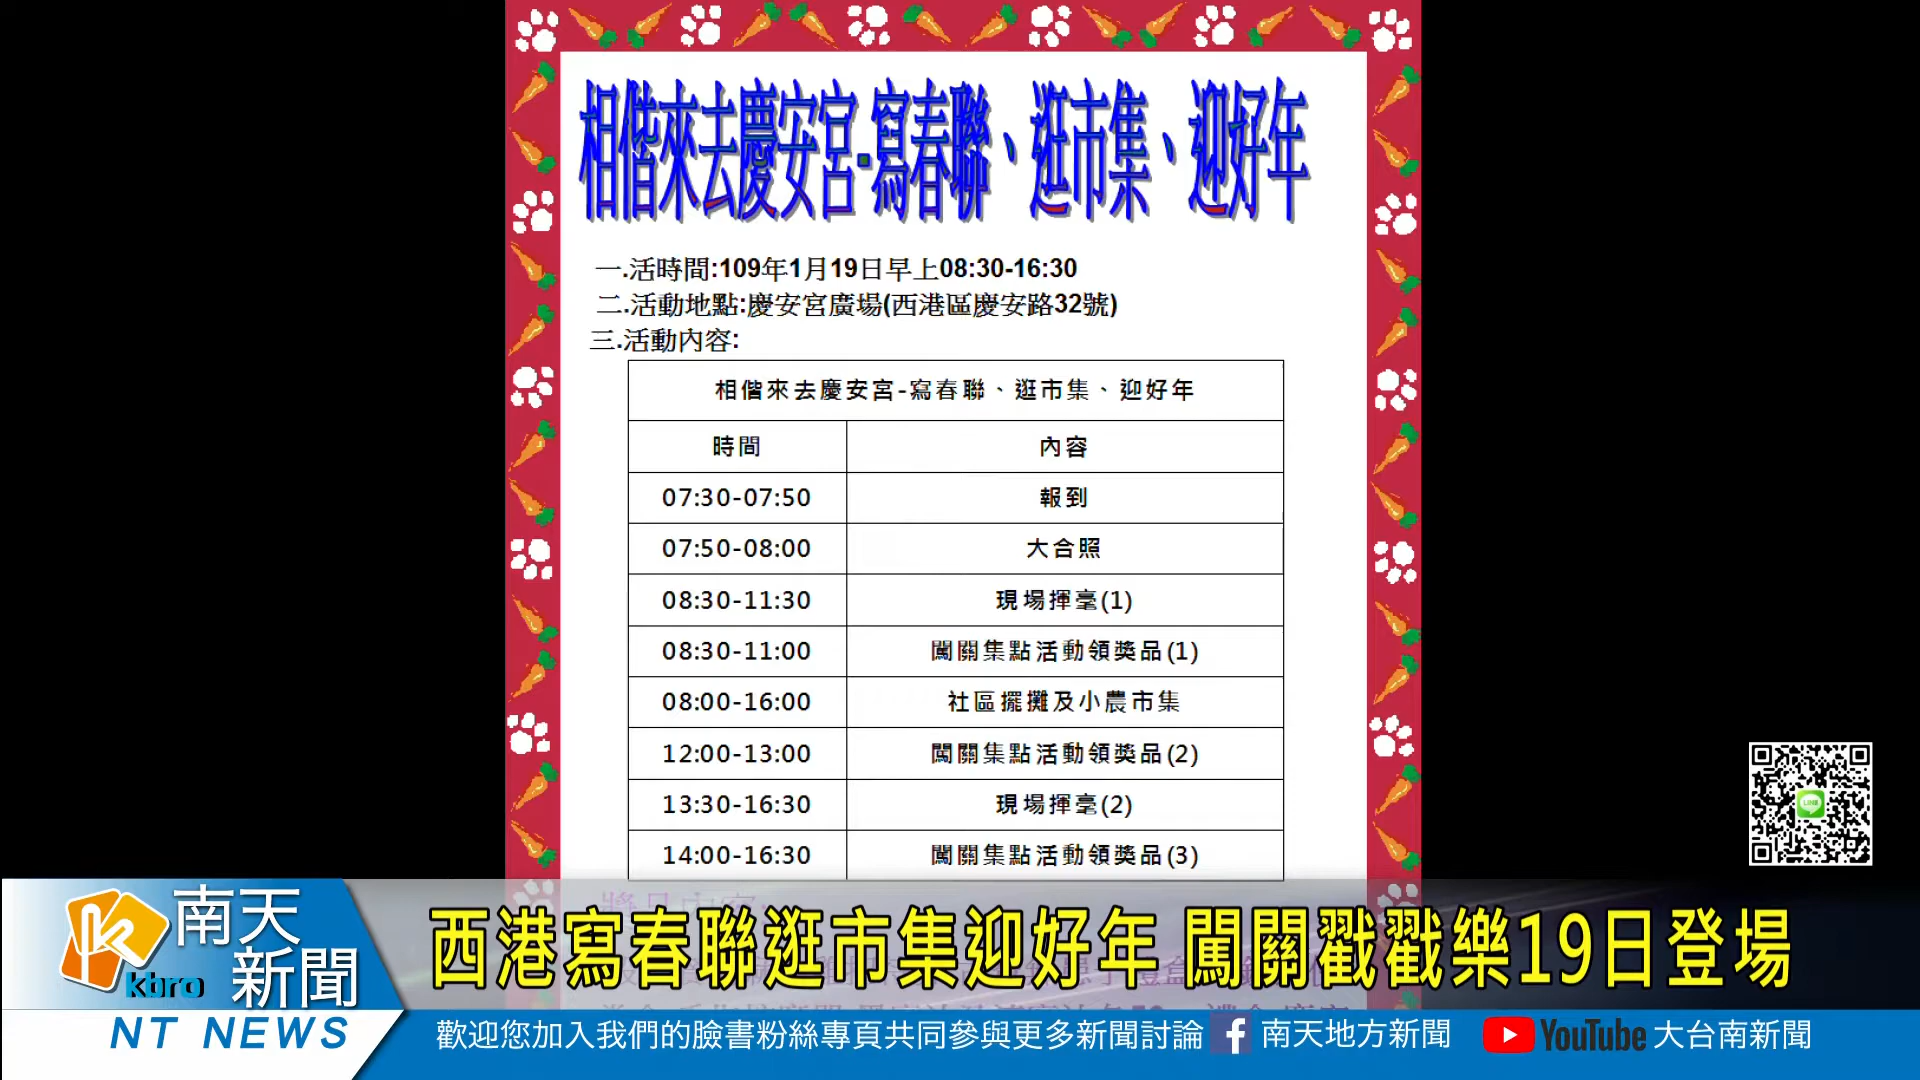 相偕來去慶安宮-寫春聯、逛市集、迎好年
一.活時間:109年1月19日早上08:30-16:30
二.活動地點:慶安宮廣場(西港區慶安路32號)
三.活動內容:
相偕來去慶安宮-寫春聯、逛市集、迎好年
時間 內容
07:30-07:50 報到
07:50-08:00 大合照
08:30-11:30 現場揮毫(1)
08:30-11:00 闖關集點活動領獎品(1)
08:00-16:00 社區擺攤及小農市集
12:00-13:00 闖關集點活動領獎品(2)
13:30-16:30 現場揮毫(2)
14:00-16:30 闖關集點活動領獎品(3)
LINE
南天
新聞
kbro
NT NEWS
西港寫春聯逛市集迎好年 闖關戳戳樂19日登場
歡迎您加入我們的臉書粉絲專頁共同參與更多新聞討論 南天地方新聞 YouTube 大台南新聞